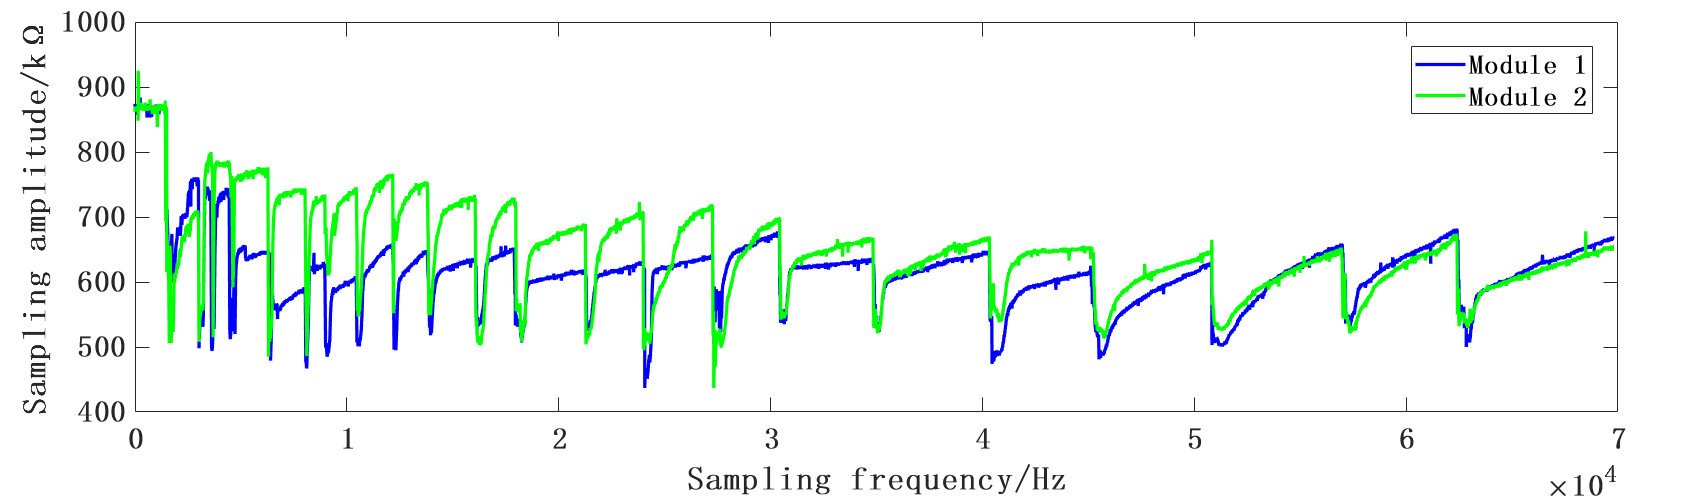 Sampling amplitude/k Ω
1000
900
800
700
600
500
400
0 1 2 3 4 5 6 7
Sampling frequency/Hz
×10⁴
Module 1
Module 2